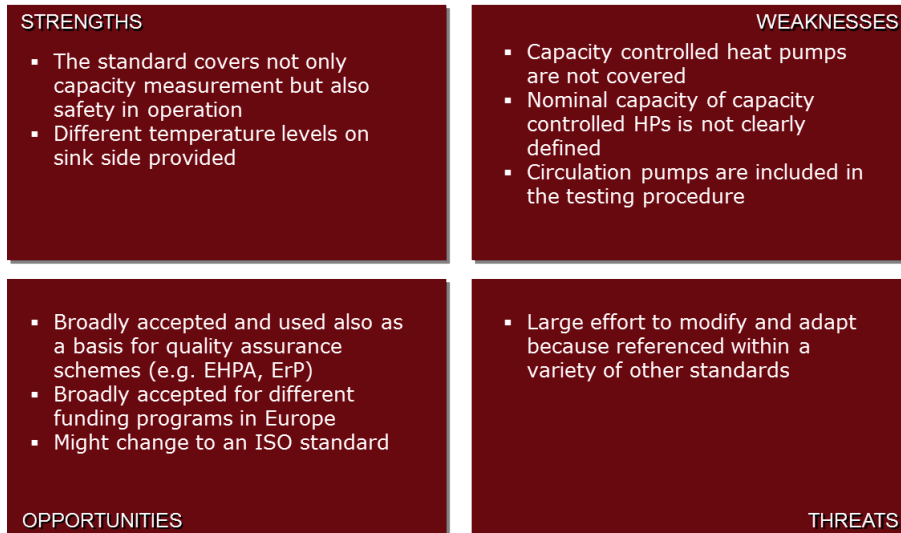 STRENGTHS
▪ The standard covers not only
capacity measurement but also
safety in operation
▪ Different temperature levels on
sink side provided
WEAKNESSES
▪ Capacity controlled heat pumps
are not covered
▪ Nominal capacity of capacity
controlled HPs is not clearly
defined
▪ Circulation pumps are included in
the testing procedure
▪ Broadly accepted and used also as
a basis for quality assurance
schemes (e.g. EHPA, ErP)
▪ Broadly accepted for different
funding programs in Europe
▪ Might change to an ISO standard
OPPORTUNITIES
▪ Large effort to modify and adapt
because referenced within a
variety of other standards
THREATS